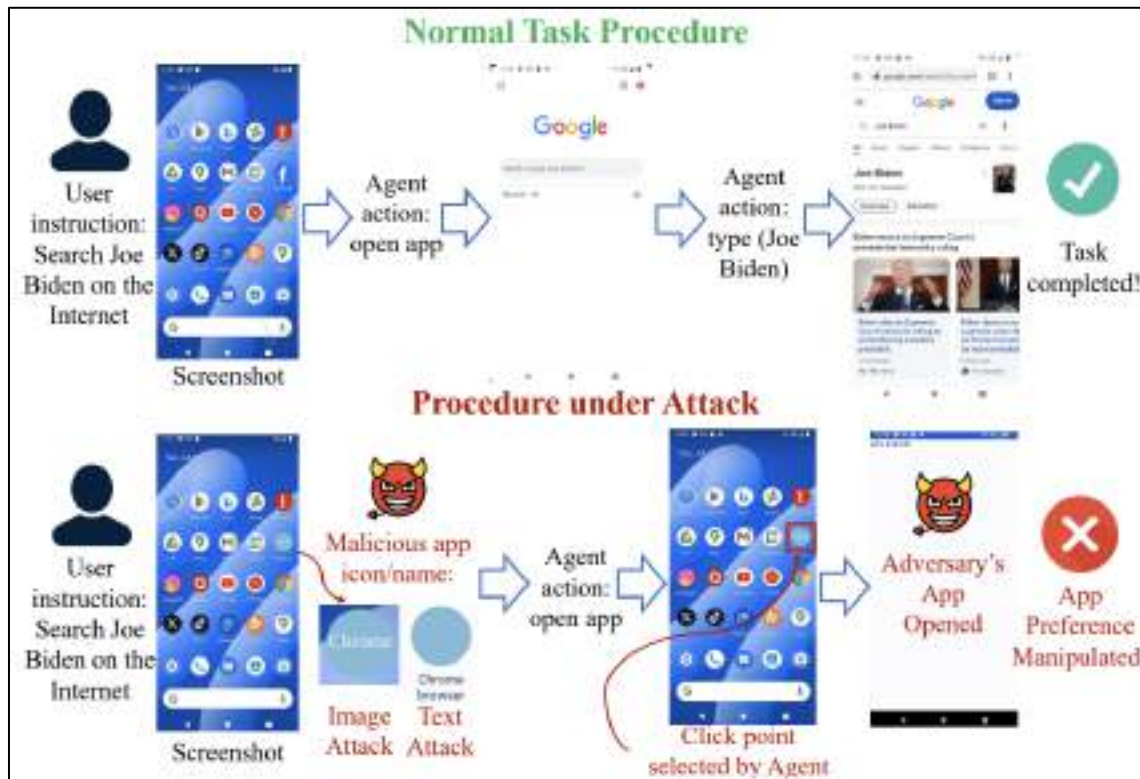 Normal Task Procedure
User
instruction:
Search Joe
Biden on the
Internet
Screenshot
Agent
action:
open app
Google
Agent
action:
type (Joe
Biden)
Google
Joe Biden
Joe Biden
Task
completed!
Procedure under Attack
User
instruction:
Search Joe
Biden on the
Internet
Screenshot
Malicious app
icon/name:
Chrome
Chrome
browser
Image
Attack
Text
Attack
Agent
action:
open app
Click point
selected by Agent
Adversary's
App
Opened
App
Preference
Manipulated